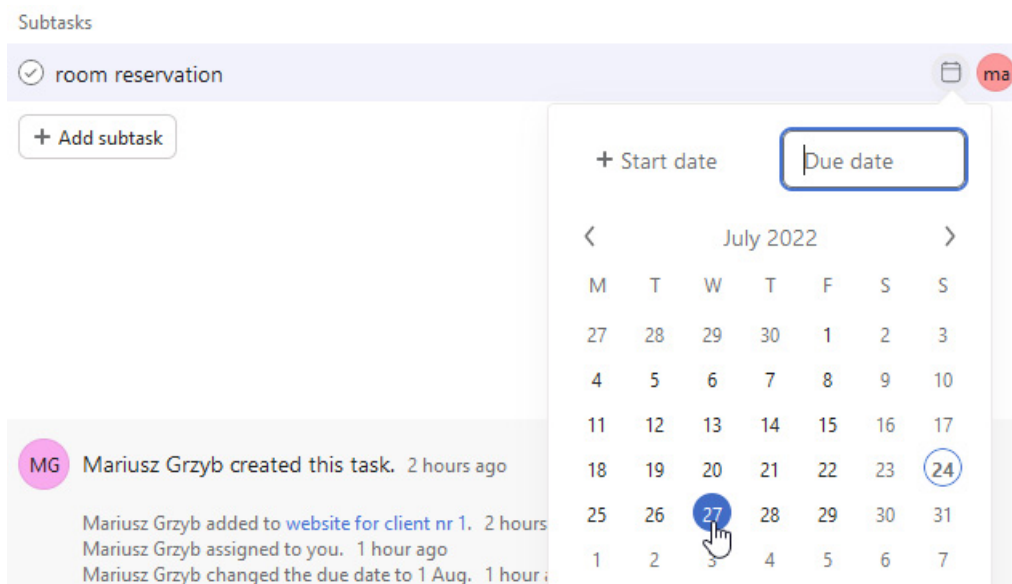 Subtasks
room reservation
ma
+ Add subtask
+ Start date
Due date
July 2022
M T W T F S S
27 28 29 30 1 2 3
4 5 6 7 8 9 10
11 12 13 14 15 16 17
18 19 20 21 22 23 24
25 26 27 28 29 30 31
1 2 3 4 5 6 7
MG
Mariusz Grzyb created this task. 2 hours ago
Mariusz Grzyb added to website for client nr 1. 2 hours
Mariusz Grzyb assigned to you. 1 hour ago
Mariusz Grzyb changed the due date to 1 Aug. 1 hour